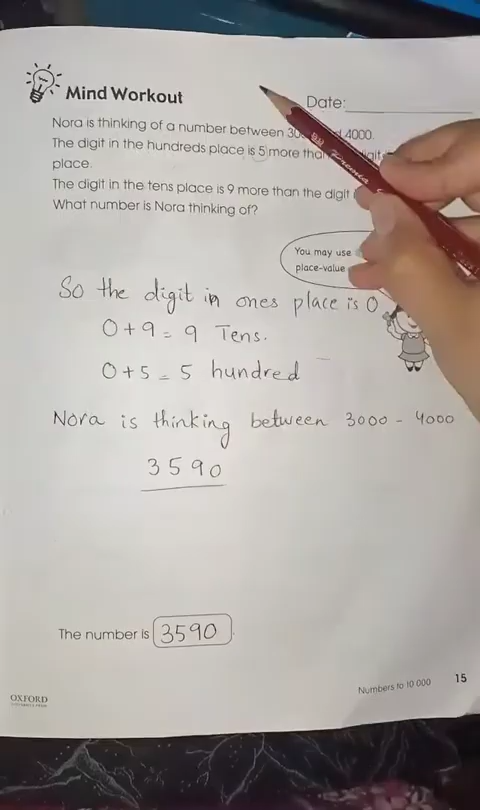 Mind Workout
Date:
Nora is thinking of a number between 30 4000.
The digit in the hundreds place is 5 more than
place.
The digit in the tens place is 9 more than the digit
What number is Nora thinking of?
You may use
place-value
So the digit in ones place is 0
0+9 = 9 Tens.
0+5 = 5 hundred
Nora is thinking between 3000 - 4000
3590
The number is 3590
OXFORD
Numbers to 10 000 15